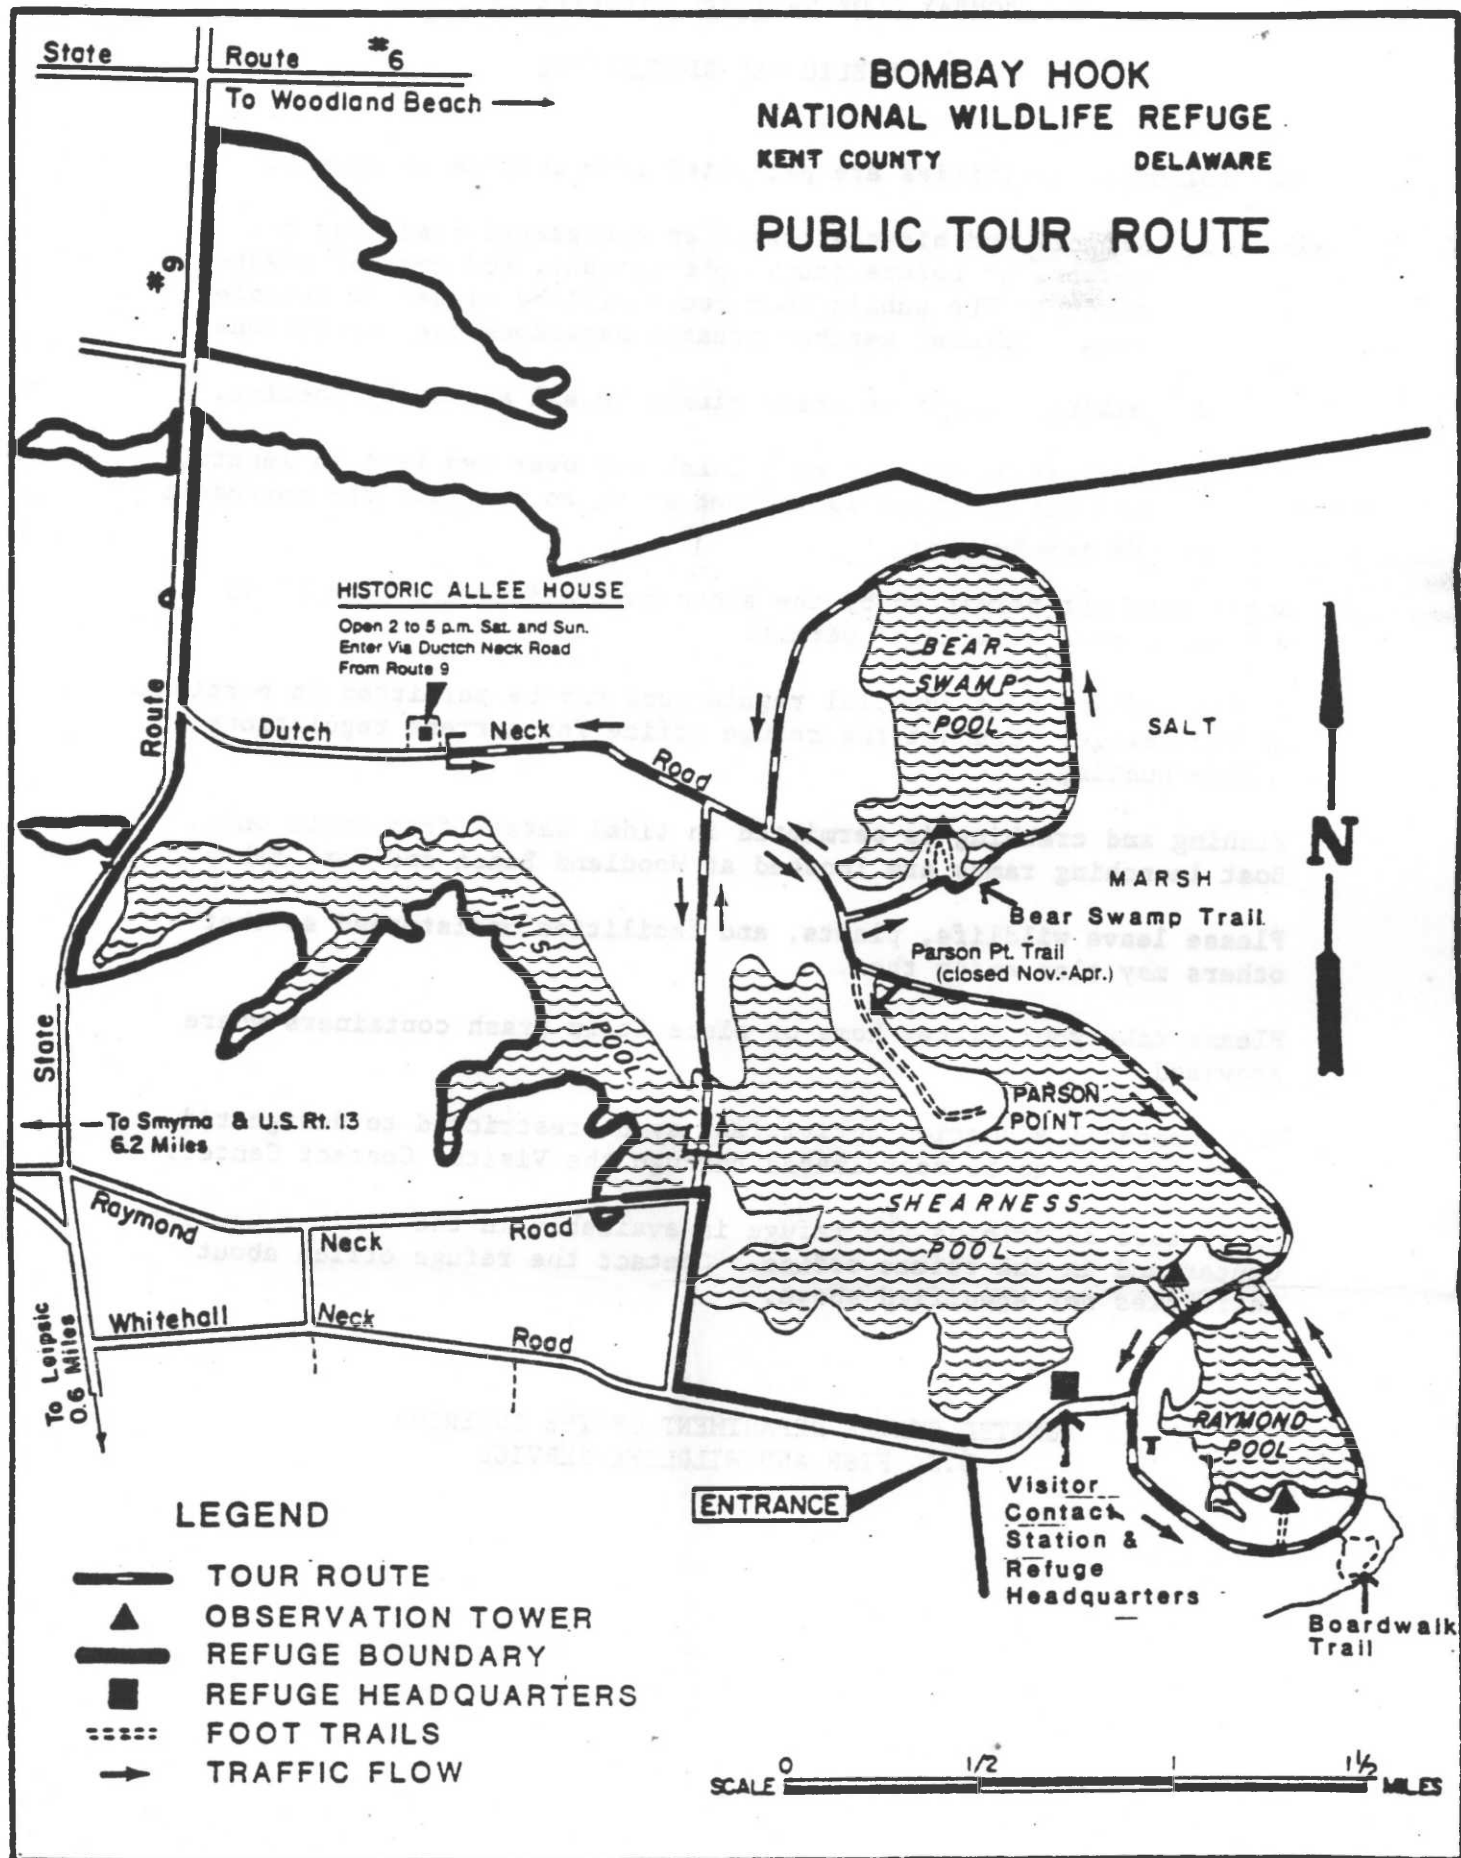 BOMBAY HOOK
NATIONAL WILDLIFE REFUGE
KENT COUNTY DELAWARE
PUBLIC TOUR ROUTE
State Route #6
To Woodland Beach
#9
HISTORIC ALLEE HOUSE
Open 2 to 5 p.m. Sat. and Sun.
Enter Via Ductch Neck Road
From Route 9
Route
Dutch Neck Road
BEAR
SWAMP
POOL
SALT
MARSH
N
Bear Swamp Trail
Parson Pt. Trail
(closed Nov.-Apr.)
FINIS
POOL
State
PARSON
POINT
To Smyrna & U.S. Rt. 13
6.2 Miles
Raymond Neck Road
SHEARNESS
POOL
Whitehall Neck Road
To Leipsic
0.6 Miles
RAYMOND
POOL
T
ENTRANCE
Visitor
Contact
Station &
Refuge
Headquarters
Boardwalk
Trail
LEGEND
TOUR ROUTE
OBSERVATION TOWER
REFUGE BOUNDARY
REFUGE HEADQUARTERS
FOOT TRAILS
TRAFFIC FLOW
0 1/2 1 1½
SCALE MILES